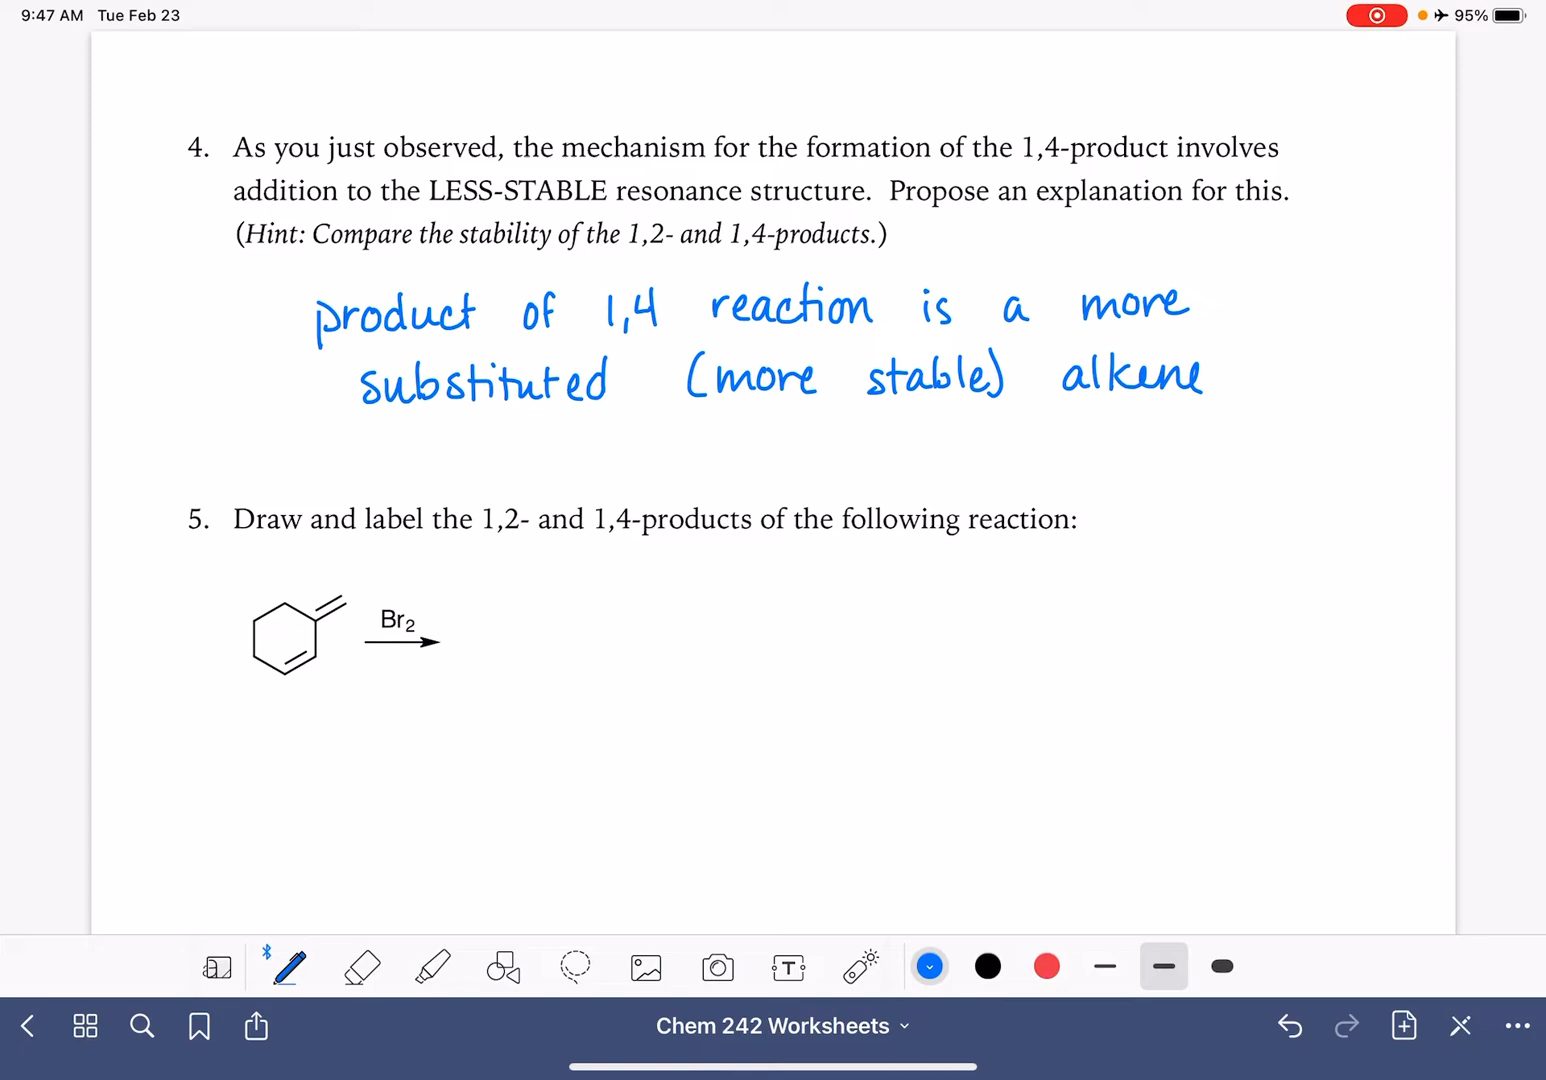 9:47 AM Tue Feb 23
95%
4. As you just observed, the mechanism for the formation of the 1,4-product involves
addition to the LESS-STABLE resonance structure. Propose an explanation for this.
(Hint: Compare the stability of the 1,2- and 1,4-products.)
product of 1,4 reaction is a more
substituted (more stable) alkene
5. Draw and label the 1,2- and 1,4-products of the following reaction:
Br₂
Chem 242 Worksheets